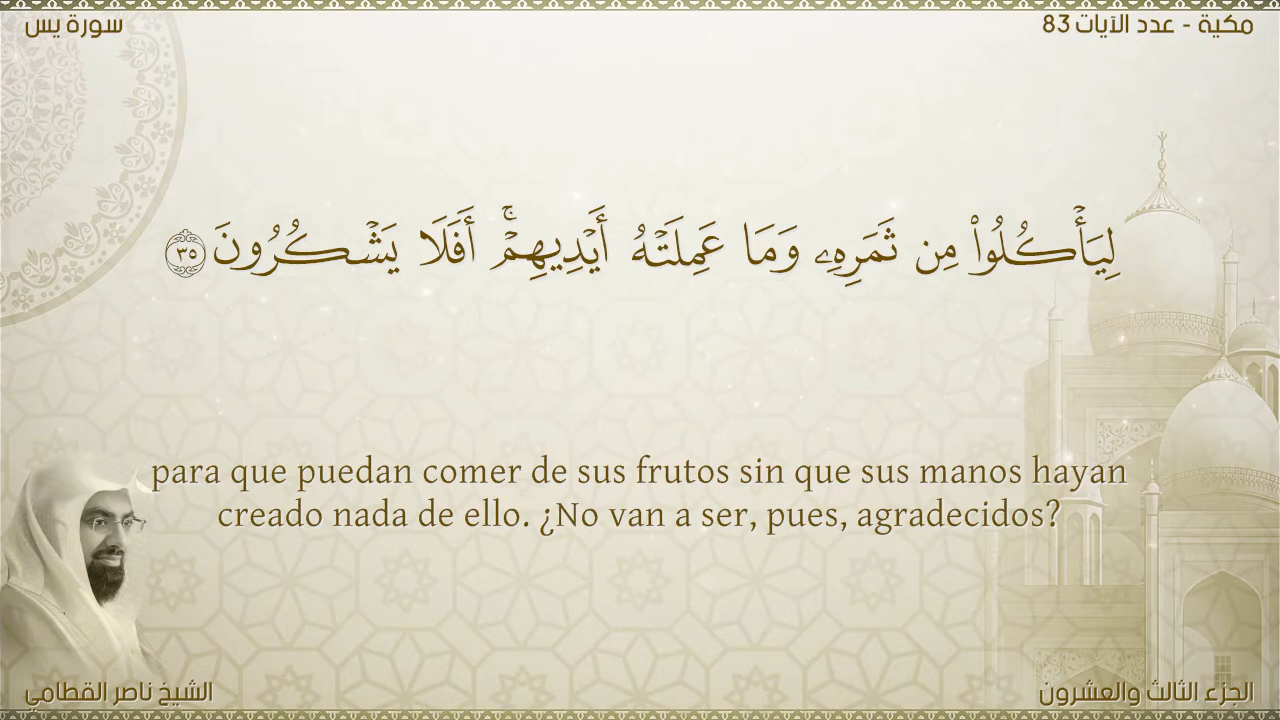 مكية - عدد الآيات 83
سورة يس
لِيَأْكُلُوا۟ مِن ثَمَرِهِۦ وَمَا عَمِلَتْهُ أَيْدِيهِمْ ۚ أَفَلَا يَشْكُرُونَ ٣٥
para que puedan comer de sus frutos sin que sus manos hayan
creado nada de ello. ¿No van a ser, pues, agradecidos?
الجزء الثالث والعشرون
الشيخ ناصر القطامي